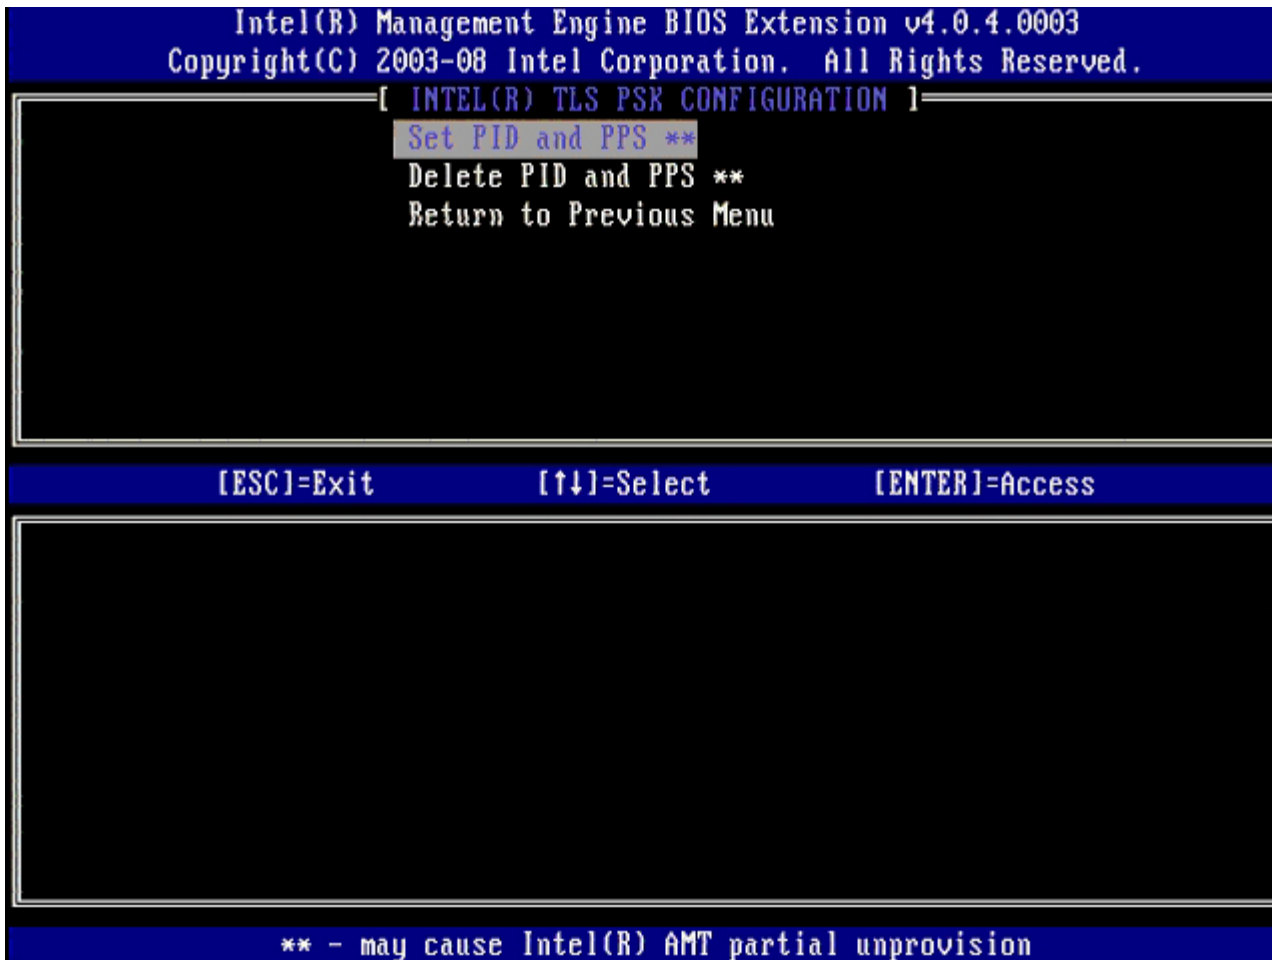 Intel(R) Management Engine BIOS Extension v4.0.4.0003
Copyright(C) 2003-08 Intel Corporation. All Rights Reserved.
[ INTEL(R) TLS PSK CONFIGURATION ]
Set PID and PPS **
Delete PID and PPS **
Return to Previous Menu
[ESC]=Exit [↑↓]=Select [ENTER]=Access
** - may cause Intel(R) AMT partial unprovision